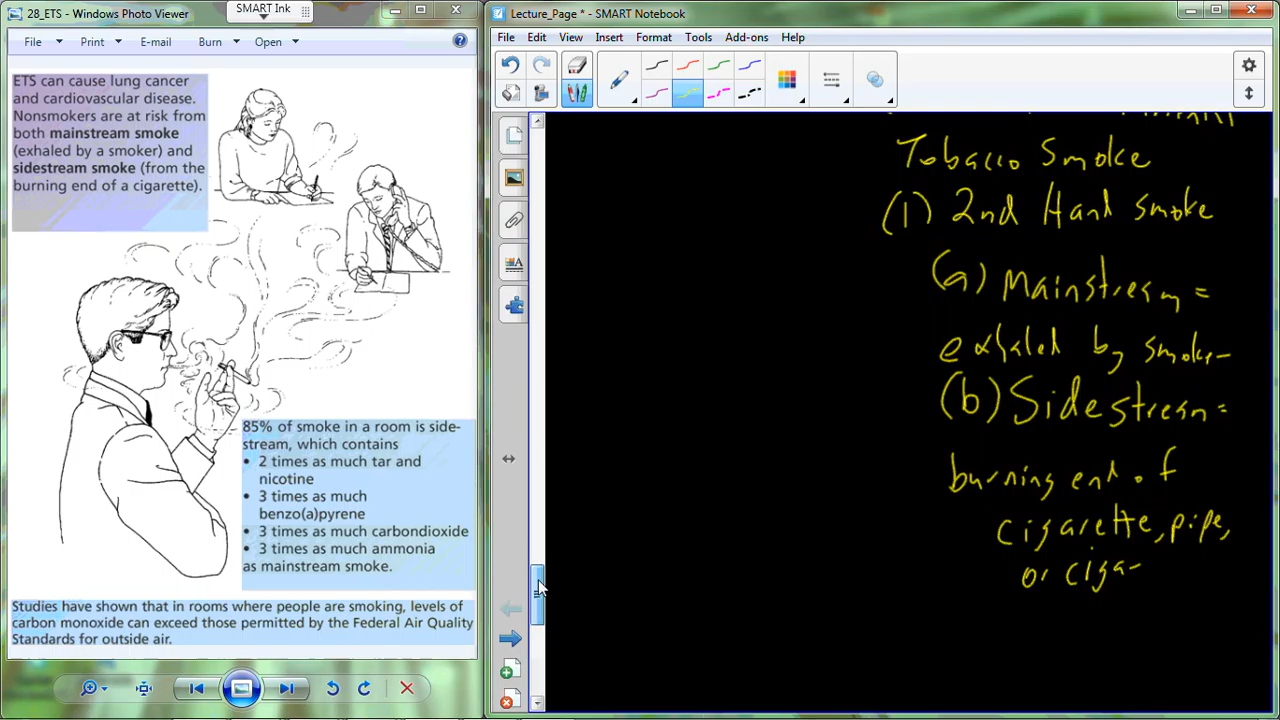 28_ETS - Windows Photo Viewer
SMART Ink
File Print E-mail Burn Open
ETS can cause lung cancer
and cardiovascular disease.
Nonsmokers are at risk from
both mainstream smoke
(exhaled by a smoker) and
sidestream smoke (from the
burning end of a cigarette).
85% of smoke in a room is side-
stream, which contains
• 2 times as much tar and
nicotine
• 3 times as much
benzo(a)pyrene
• 3 times as much carbondioxide
• 3 times as much ammonia
as mainstream smoke.
Studies have shown that in rooms where people are smoking, levels of
carbon monoxide can exceed those permitted by the Federal Air Quality
Standards for outside air.
Lecture_Page * - SMART Notebook
File Edit View Insert Format Tools Add-ons Help
Tobacco Smoke
(1) 2nd Hand smoke
(a) Mainstream =
exhaled by smoker
(b) Sidestream =
burning end of
cigarette, pipe,
or cigar